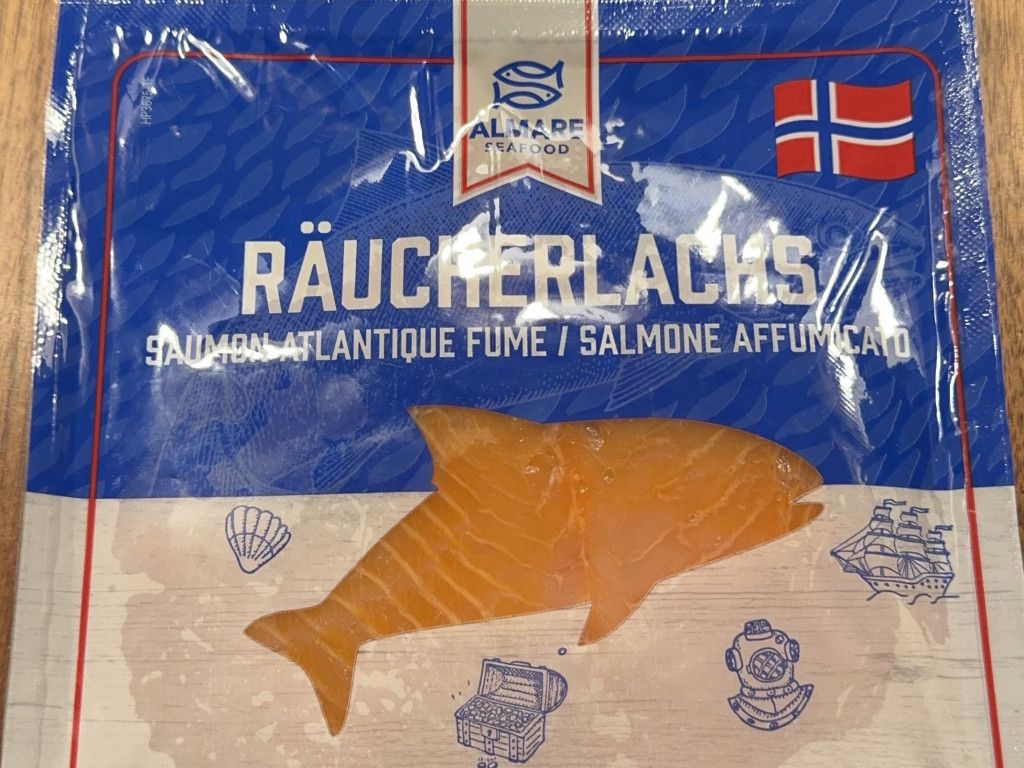 ALMARE
SEAFOOD
RÄUCHERLACHS
SAUMON ATLANTIQUE FUME / SALMONE AFFUMICATO